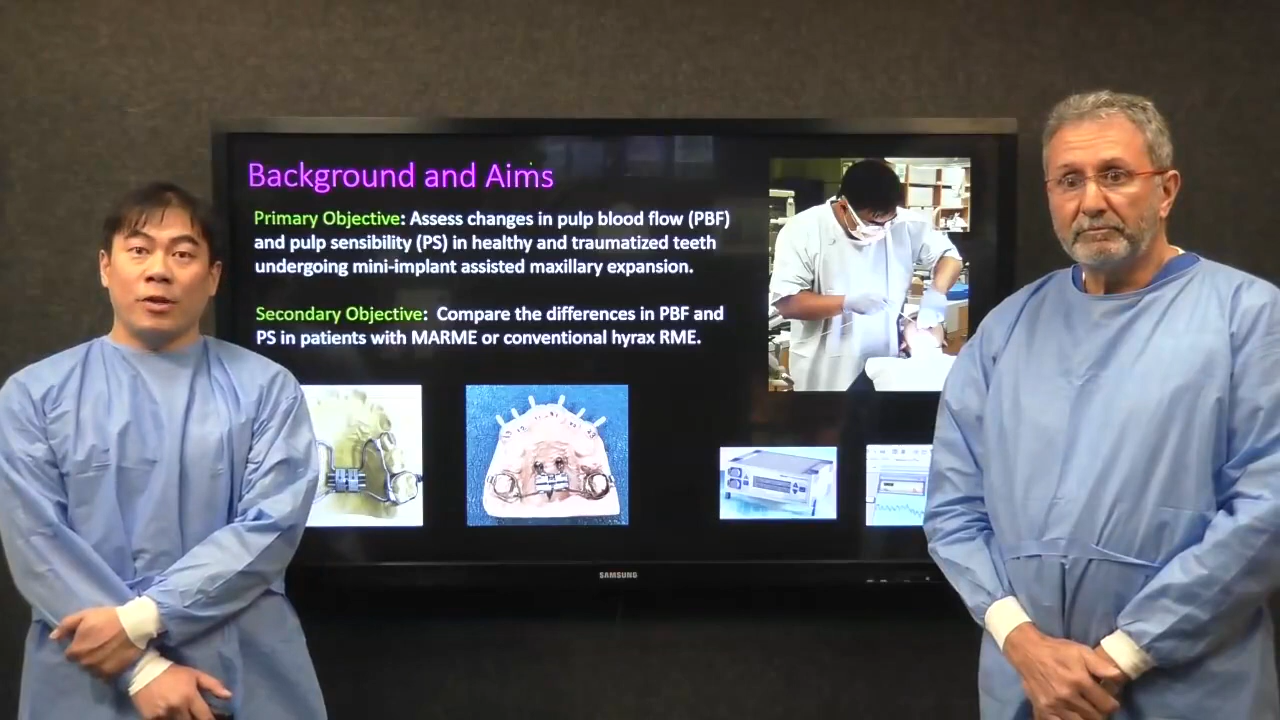 Background and Aims
Primary Objective: Assess changes in pulp blood flow (PBF)
and pulp sensibility (PS) in healthy and traumatized teeth
undergoing mini-implant assisted maxillary expansion.
Secondary Objective: Compare the differences in PBF and
PS in patients with MARME or conventional hyrax RME.
SAMSUNG